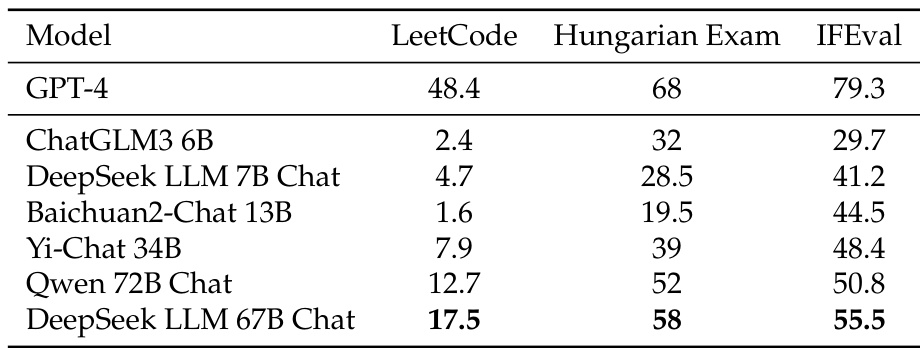 Model LeetCode Hungarian Exam IFEval
GPT-4 48.4 68 79.3
ChatGLM3 6B 2.4 32 29.7
DeepSeek LLM 7B Chat 4.7 28.5 41.2
Baichuan2-Chat 13B 1.6 19.5 44.5
Yi-Chat 34B 7.9 39 48.4
Qwen 72B Chat 12.7 52 50.8
DeepSeek LLM 67B Chat 17.5 58 55.5